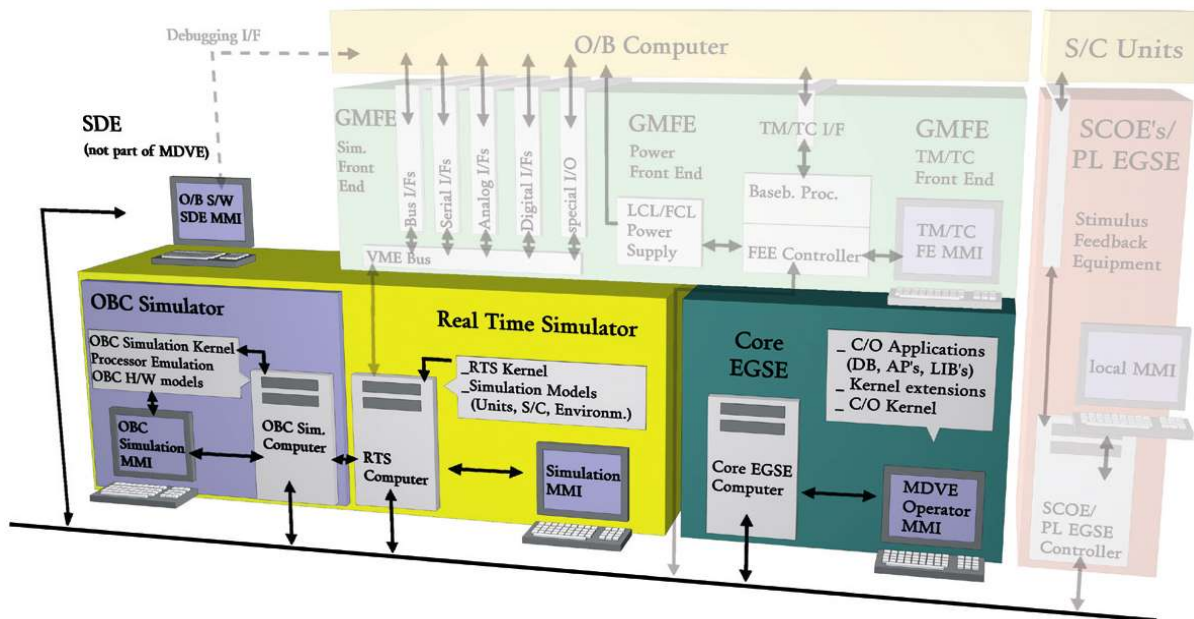 Debugging I/F
O/B Computer
S/C Units
SDE
(not part of MDVE)
O/B S/W
SDE MMI
GMFE
Sim.
Front
End
Bus I/Fs
Serial I/Fs
Analog I/Fs
Digital I/Fs
special I/O
VME Bus
GMFE
Power
Front End
LCL/FCL
Power
Supply
TM/TC I/F
Baseb. Proc.
FEE Controller
GMFE
TM/TC
Front End
TM/TC
FE MMI
SCOE's/
PL EGSE
Stimulus
Feedback
Equipment
local MMI
SCOE/
PL EGSE
Controller
OBC Simulator
OBC Simulation Kernel
Processor Emulation
OBC H/W models
OBC
Simulation
MMI
OBC Sim.
Computer
Real Time Simulator
_RTS Kernel
_Simulation Models
(Units, S/C, Environm.)
RTS
Computer
Simulation
MMI
Core
EGSE
_ C/O Applications
(DB, AP's, LIB's)
_ Kernel extensions
_ C/O Kernel
Core EGSE
Computer
MDVE
Operator
MMI